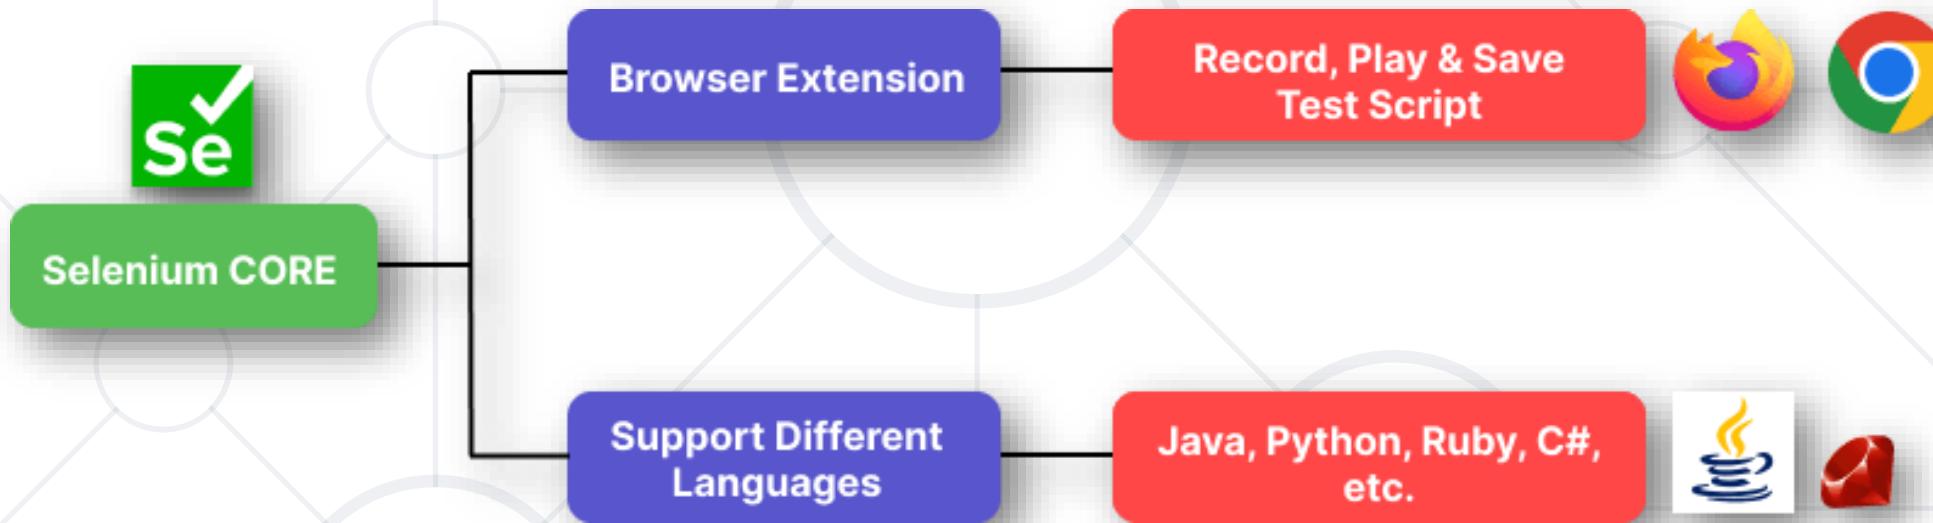 Se
Selenium CORE
Browser Extension
Record, Play & Save
Test Script
Support Different
Languages
Java, Python, Ruby, C#,
etc.